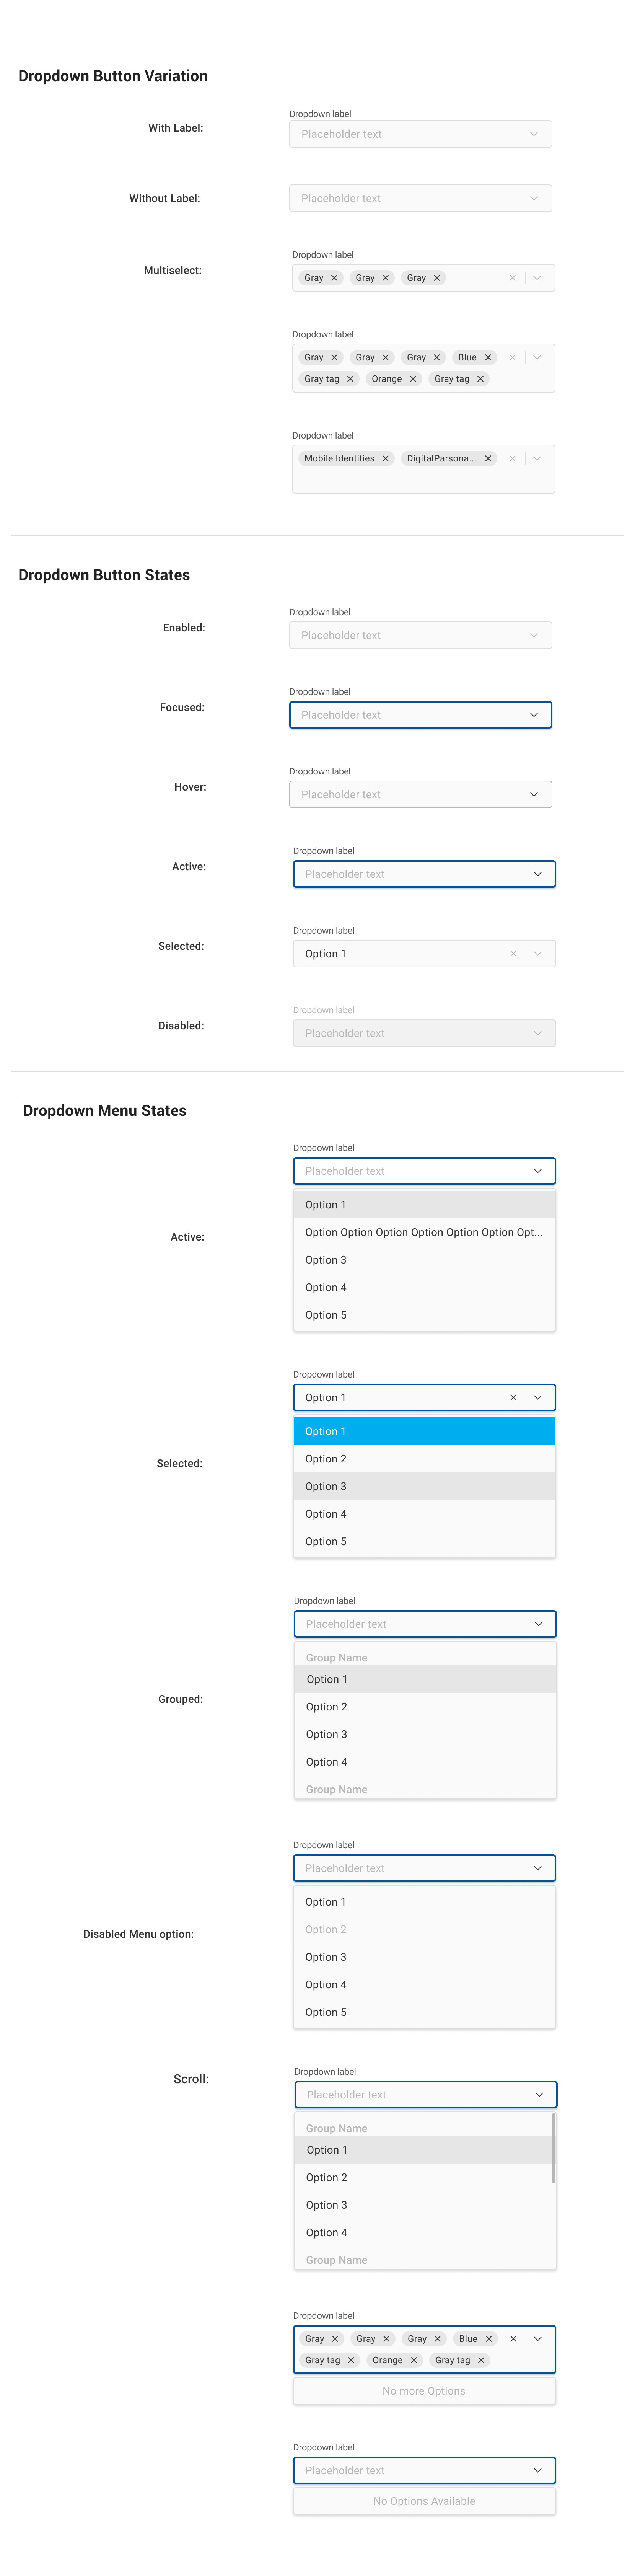 Dropdown Button Variation
Dropdown label
With Label:
Placeholder text
Without Label:
Placeholder text
Dropdown label
Multiselect:
Gray Gray Gray
Dropdown label
Gray Gray Gray Blue
Gray tag Orange Gray tag
Dropdown label
Mobile Identities DigitalParsona...
Dropdown Button States
Dropdown label
Enabled:
Placeholder text
Dropdown label
Focused:
Placeholder text
Dropdown label
Hover:
Placeholder text
Dropdown label
Active:
Placeholder text
Dropdown label
Selected:
Option 1
Dropdown label
Disabled:
Placeholder text
Dropdown Menu States
Dropdown label
Placeholder text
Option 1
Active:
Option Option Option Option Option Option Opt...
Option 3
Option 4
Option 5
Dropdown label
Option 1
Option 1
Selected:
Option 2
Option 3
Option 4
Option 5
Dropdown label
Placeholder text
Group Name
Option 1
Grouped:
Option 2
Option 3
Option 4
Group Name
Dropdown label
Placeholder text
Option 1
Option 2
Disabled Menu option:
Option 3
Option 4
Option 5
Dropdown label
Scroll:
Placeholder text
Group Name
Option 1
Option 2
Option 3
Option 4
Group Name
Dropdown label
Gray Gray Gray Blue
Gray tag Orange Gray tag
No more Options
Dropdown label
Placeholder text
No Options Available